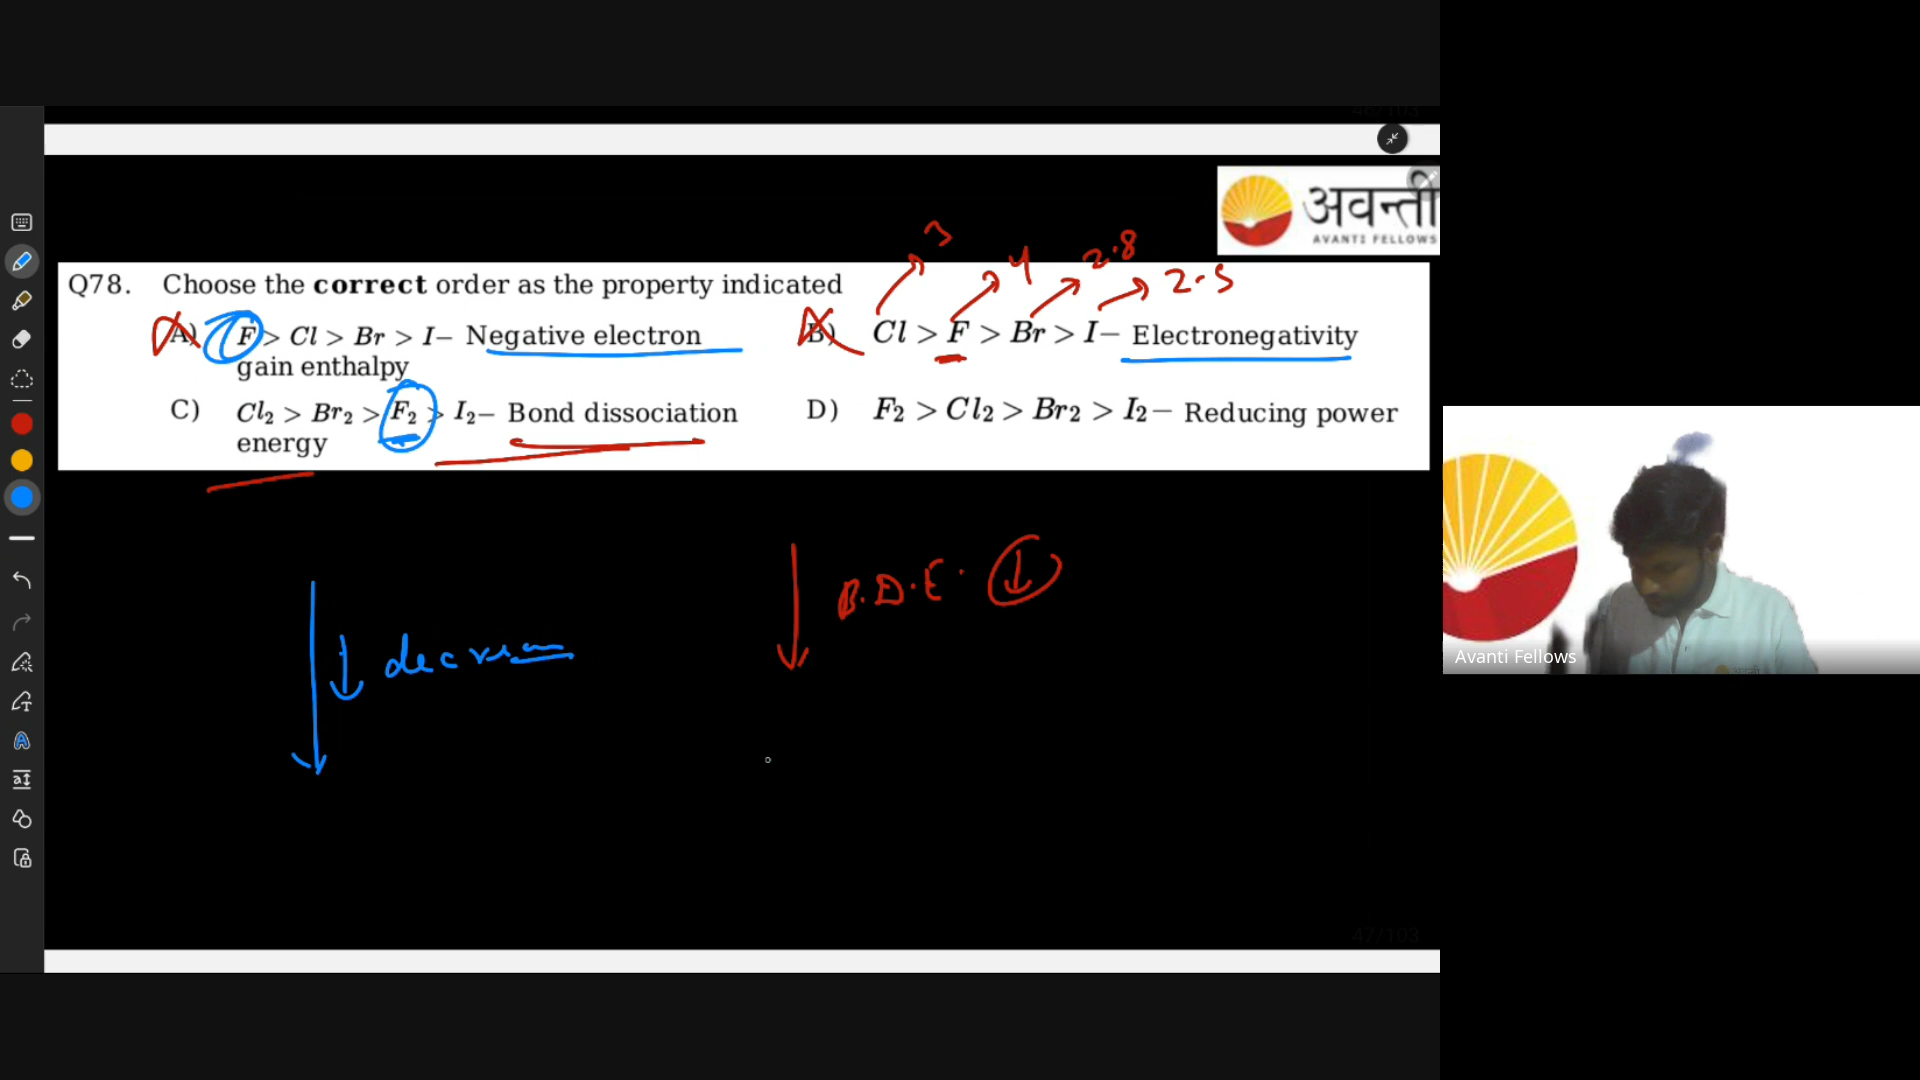 अवन्ती
AVANTI FELLOWS
3
4
2.8
2.5
Q78. Choose the correct order as the property indicated
A) F > Cl > Br > I− Negative electron
gain enthalpy
B) Cl > F > Br > I− Electronegativity
C) Cl₂ > Br₂ > F₂ > I₂− Bond dissociation
energy
D) F₂ > Cl₂ > Br₂ > I₂− Reducing power
B.D.E. ↓
↓
47/103
Avanti Fellows